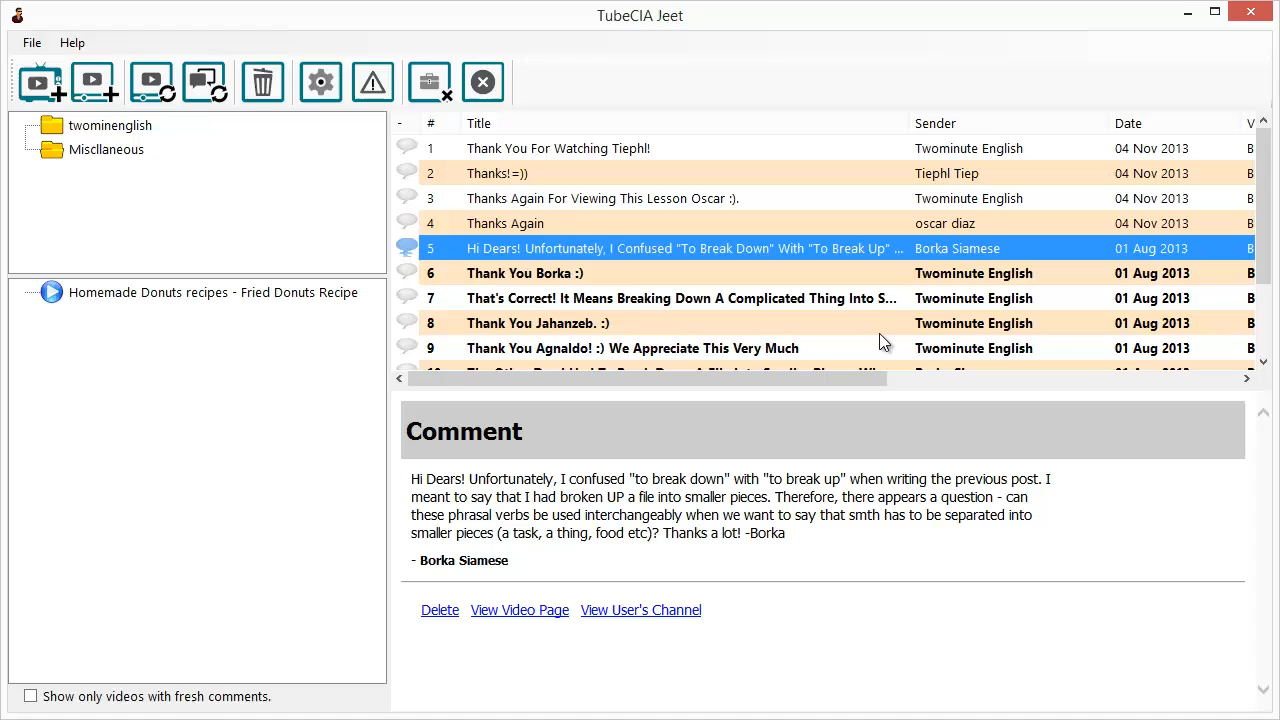 TubeCIA Jeet
File Help
twominenglish
Miscllaneous
Homemade Donuts recipes - Fried Donuts Recipe
Show only videos with fresh comments.
- # Title Sender Date V
1 Thank You For Watching Tiephl! Twominute English 04 Nov 2013 B
2 Thanks!=)) Tiephl Tiep 04 Nov 2013 B
3 Thanks Again For Viewing This Lesson Oscar :). Twominute English 04 Nov 2013 B
4 Thanks Again oscar diaz 04 Nov 2013 B
5 Hi Dears! Unfortunately, I Confused "To Break Down" With "To Break Up" ... Borka Siamese 01 Aug 2013 B
6 Thank You Borka :) Twominute English 01 Aug 2013 B
7 That's Correct! It Means Breaking Down A Complicated Thing Into S... Twominute English 01 Aug 2013 B
8 Thank You Jahanzeb. :) Twominute English 01 Aug 2013 B
9 Thank You Agnaldo! :) We Appreciate This Very Much Twominute English 01 Aug 2013 B
Comment
Hi Dears! Unfortunately, I confused "to break down" with "to break up" when writing the previous post. I
meant to say that I had broken UP a file into smaller pieces. Therefore, there appears a question - can
these phrasal verbs be used interchangeably when we want to say that smth has to be separated into
smaller pieces (a task, a thing, food etc)? Thanks a lot! -Borka
- Borka Siamese
Delete View Video Page View User's Channel